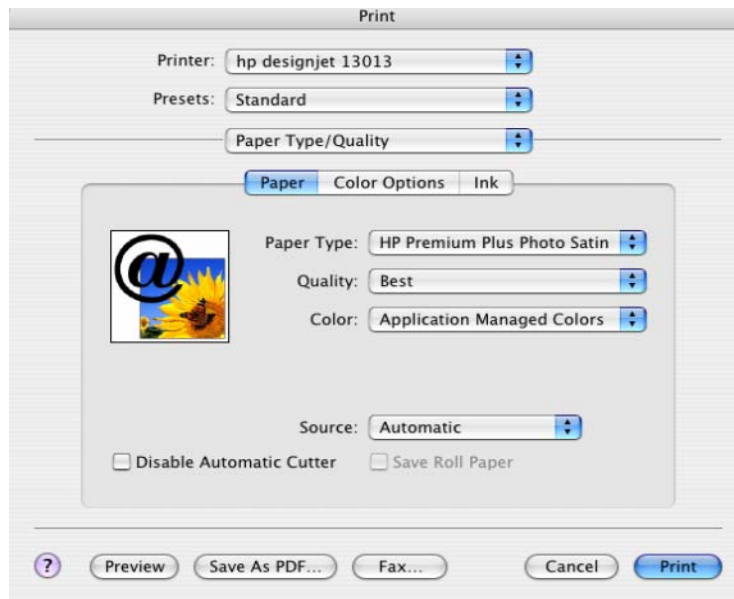 Print
Printer: hp designjet 13013
Presets: Standard
Paper Type/Quality
Paper Color Options Ink
@
Paper Type: HP Premium Plus Photo Satin
Quality: Best
Color: Application Managed Colors
Source: Automatic
Disable Automatic Cutter Save Roll Paper
? Preview Save As PDF... Fax... Cancel Print